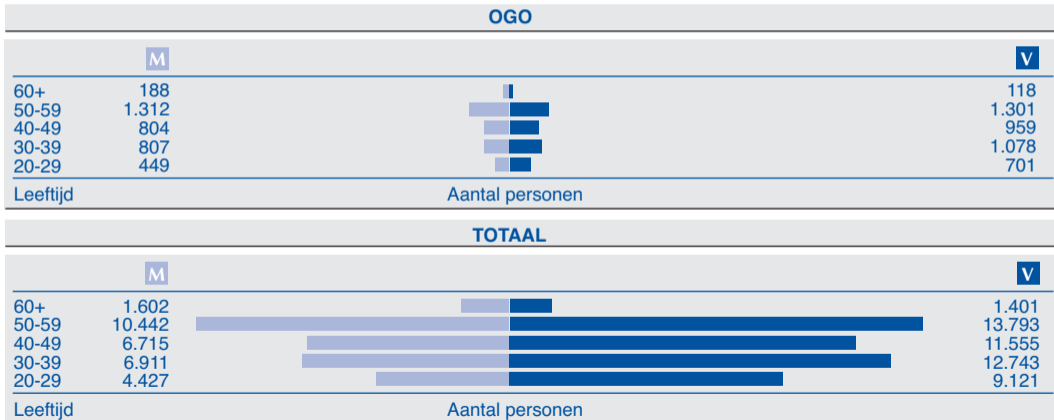 OGO
M V
60+ 188 118
50-59 1.312 1.301
40-49 804 959
30-39 807 1.078
20-29 449 701
Leeftijd Aantal personen
TOTAAL
M V
60+ 1.602 1.401
50-59 10.442 13.793
40-49 6.715 11.555
30-39 6.911 12.743
20-29 4.427 9.121
Leeftijd Aantal personen